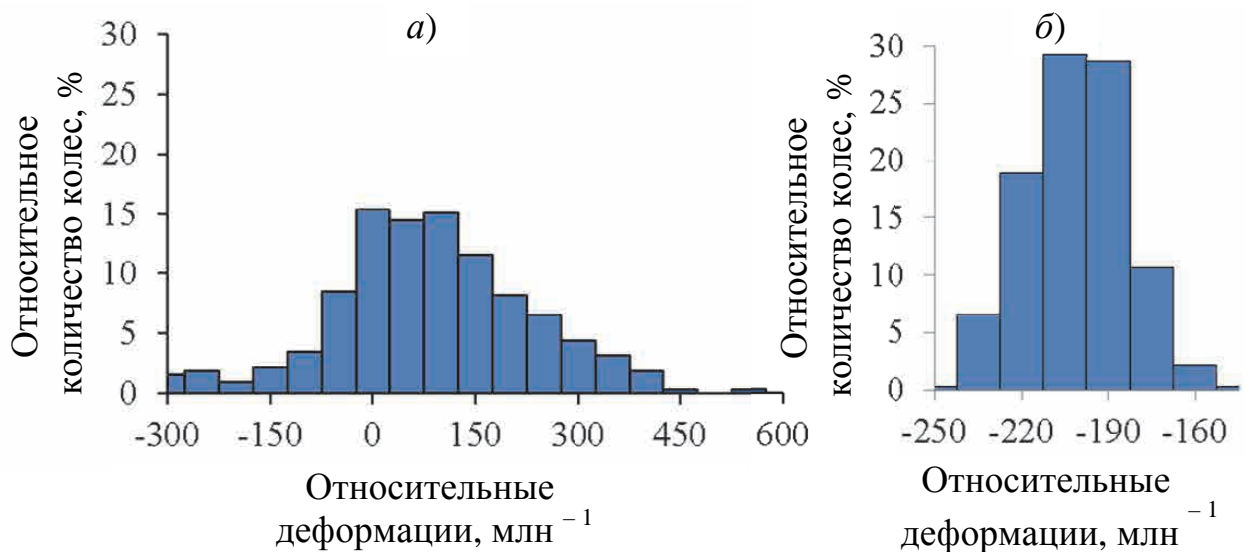 а)
Относительное
количество колес, %
30
25
20
15
10
5
0
-300 -150 0 150 300 450 600
Относительные
деформации, млн – 1
б)
Относительное
количество колес, %
30
25
20
15
10
5
0
-250 -220 -190 -160
Относительные
деформации, млн – 1